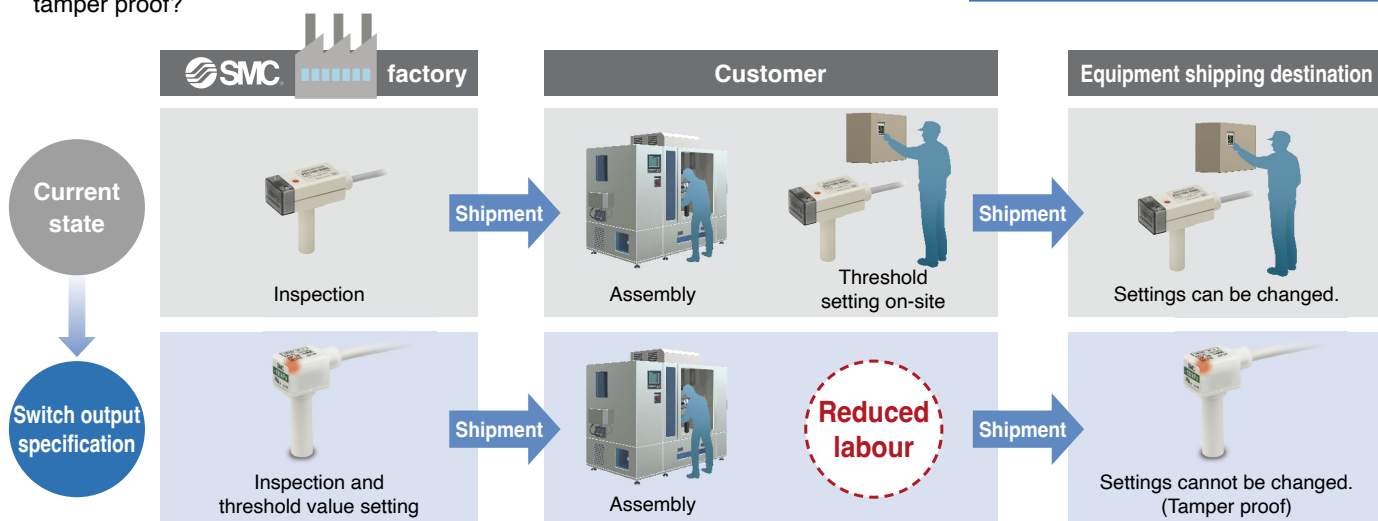 tamper proof?
SMC factory
Customer
Equipment shipping destination
Current
state
Inspection
Shipment
Assembly
Threshold
setting on-site
Shipment
Settings can be changed.
Switch output
specification
Inspection and
threshold value setting
Shipment
Assembly
Reduced
labour
Shipment
Settings cannot be changed.
(Tamper proof)